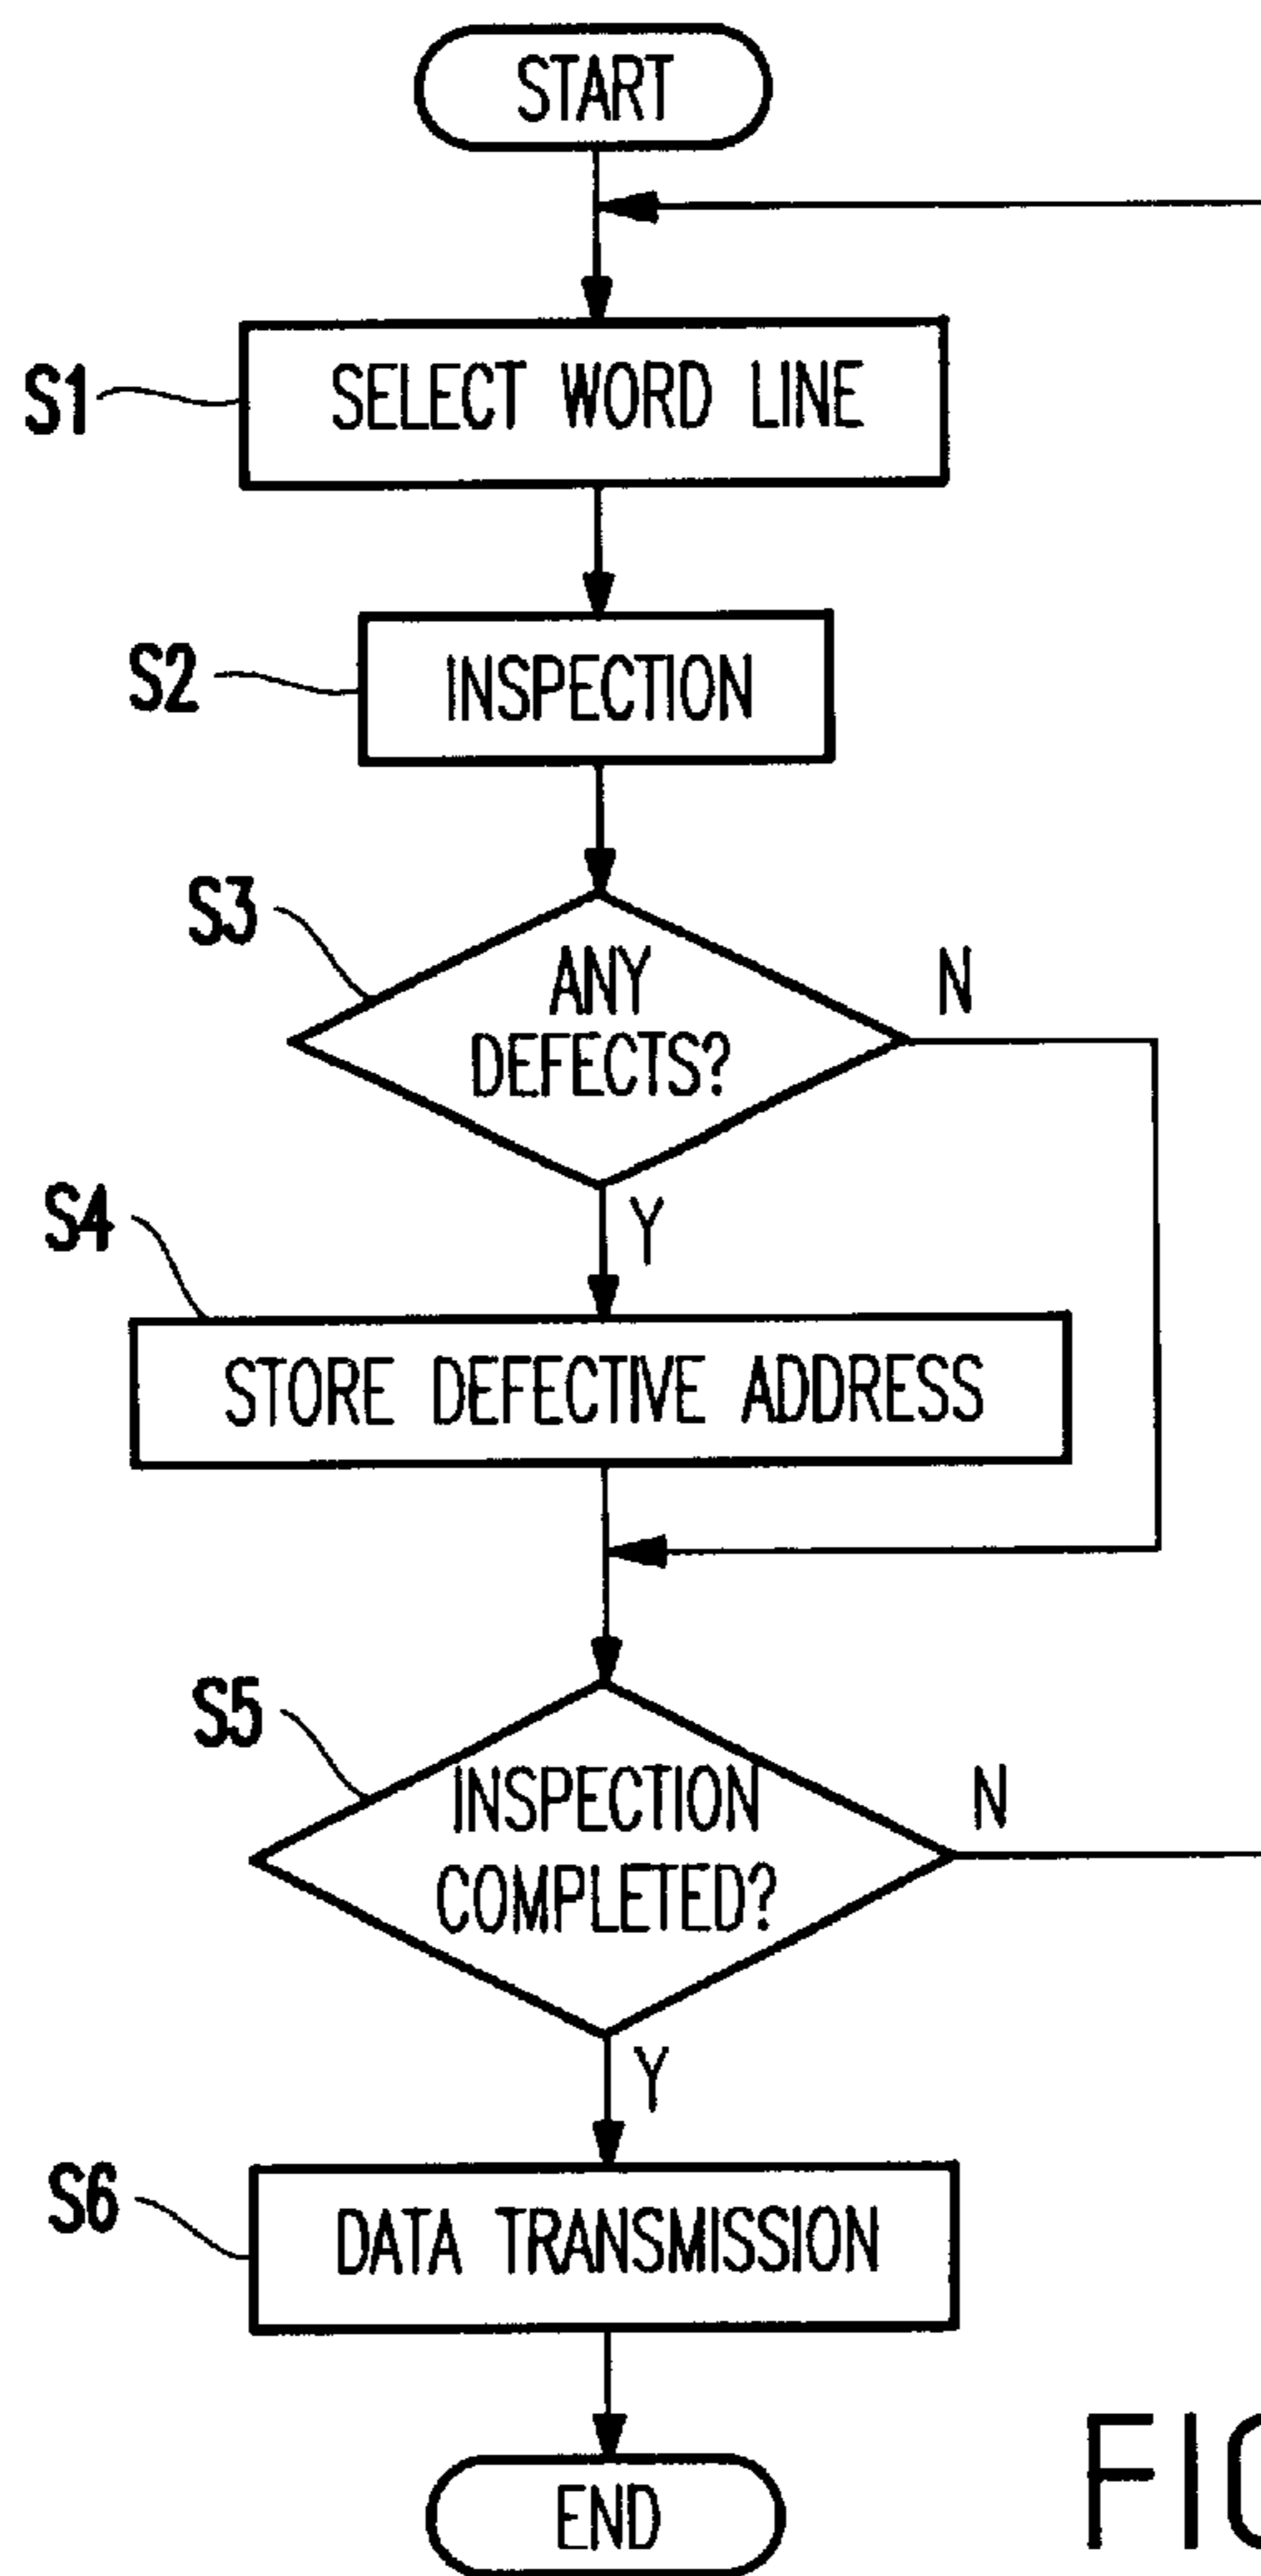 START
S1
SELECT WORD LINE
S2
INSPECTION
S3
ANY
DEFECTS?
N
Y
S4
STORE DEFECTIVE ADDRESS
S5
INSPECTION
COMPLETED?
N
Y
S6
DATA TRANSMISSION
END